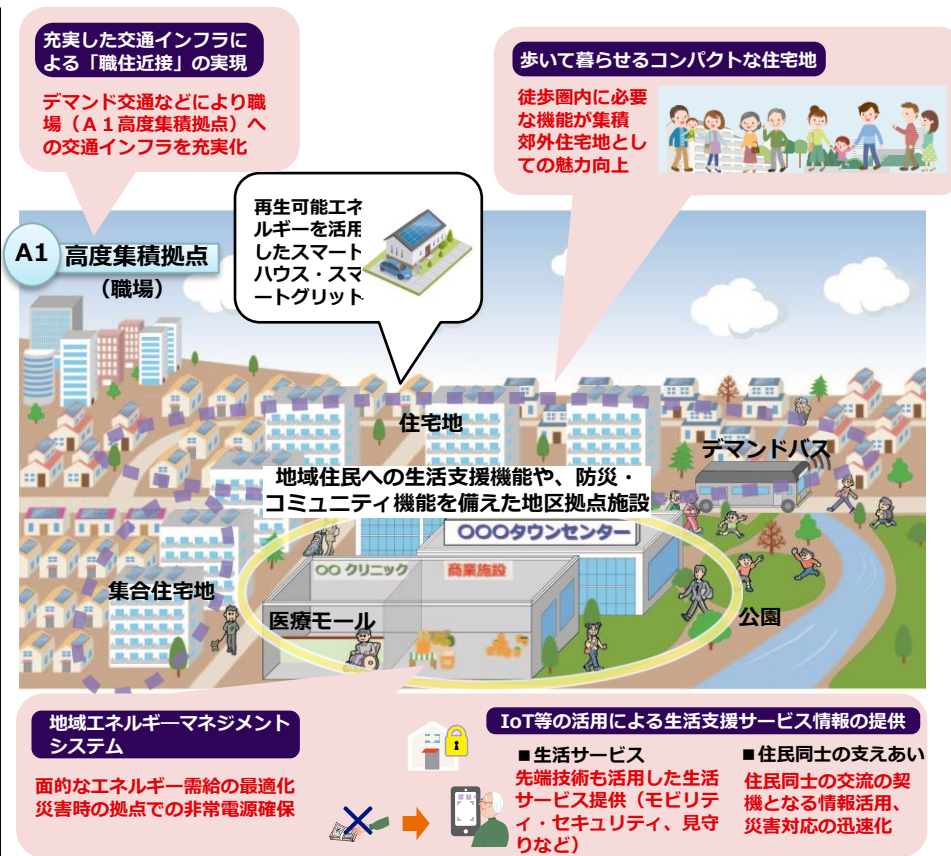 充実した交通インフラに
よる「職住近接」の実現
デマンド交通などにより職
場（Ａ１高度集積拠点）へ
の交通インフラを充実化
歩いて暮らせるコンパクトな住宅地
徒歩圏内に必要
な機能が集積
郊外住宅地とし
ての魅力向上
再生可能エネ
ルギーを活用
したスマート
ハウス・スマ
ートグリット
A1 高度集積拠点
（職場）
住宅地
デマンドバス
地域住民への生活支援機能や、防災・
コミュニティ機能を備えた地区拠点施設
〇〇〇タウンセンター
〇〇 クリニック
商業施設
集合住宅地
医療モール
公園
地域エネルギーマネジメント
システム
面的なエネルギー需給の最適化
災害時の拠点での非常電源確保
IoT等の活用による生活支援サービス情報の提供
■生活サービス
先端技術も活用した生活
サービス提供（モビリテ
ィ・セキュリティ、見守
りなど）
■住民同士の支えあい
住民同士の交流の契
機となる情報活用、
災害対応の迅速化